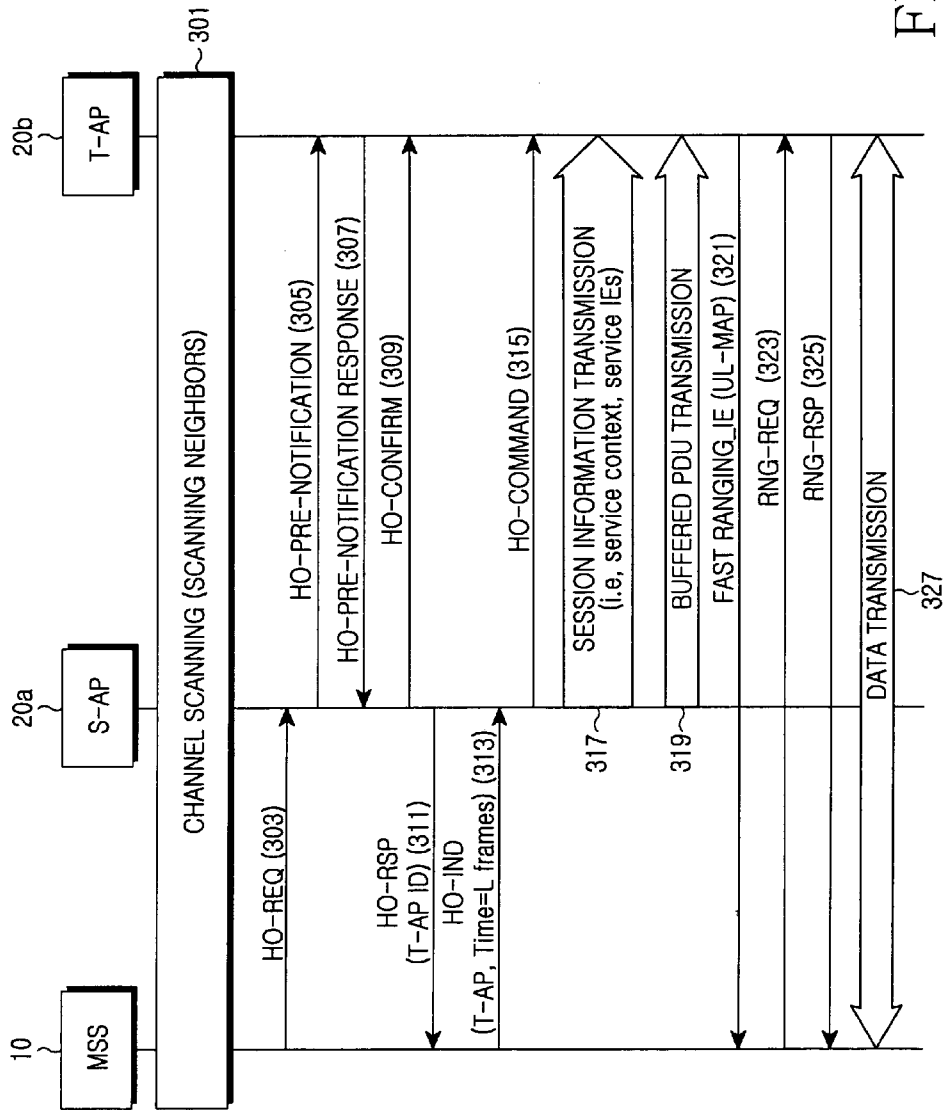 10
MSS
20a
S-AP
20b
T-AP
CHANNEL SCANNING (SCANNING NEIGHBORS)
301
HO-REQ (303)
HO-PRE-NOTIFICATION (305)
HO-PRE-NOTIFICATION RESPONSE (307)
HO-CONFIRM (309)
HO-RSP
(T-AP ID) (311)
HO-IND
(T-AP, Time=L frames) (313)
HO-COMMAND (315)
SESSION INFORMATION TRANSMISSION
(i.e, service context, service IEs)
317
BUFFERED PDU TRANSMISSION
319
FAST RANGING_IE (UL-MAP) (321)
RNG-REQ (323)
RNG-RSP (325)
DATA TRANSMISSION
327